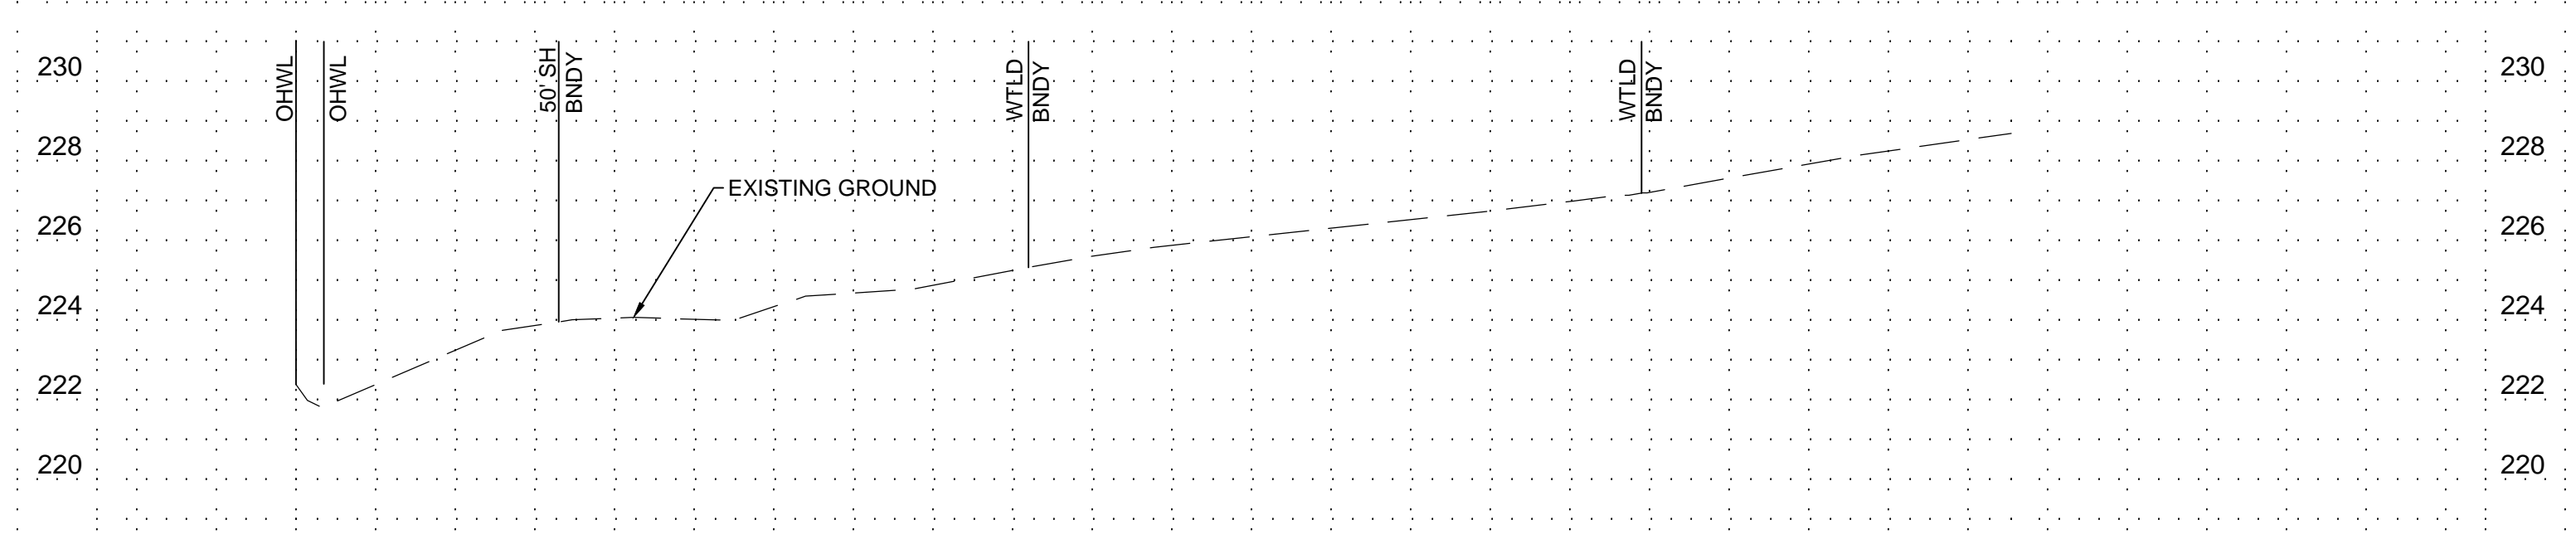 OHWL
OHWL
50' SH
BNDY
WTLD
BNDY
WTLD
BNDY
230
230
228
228
EXISTING GROUND
226
226
224
224
222
222
220
220